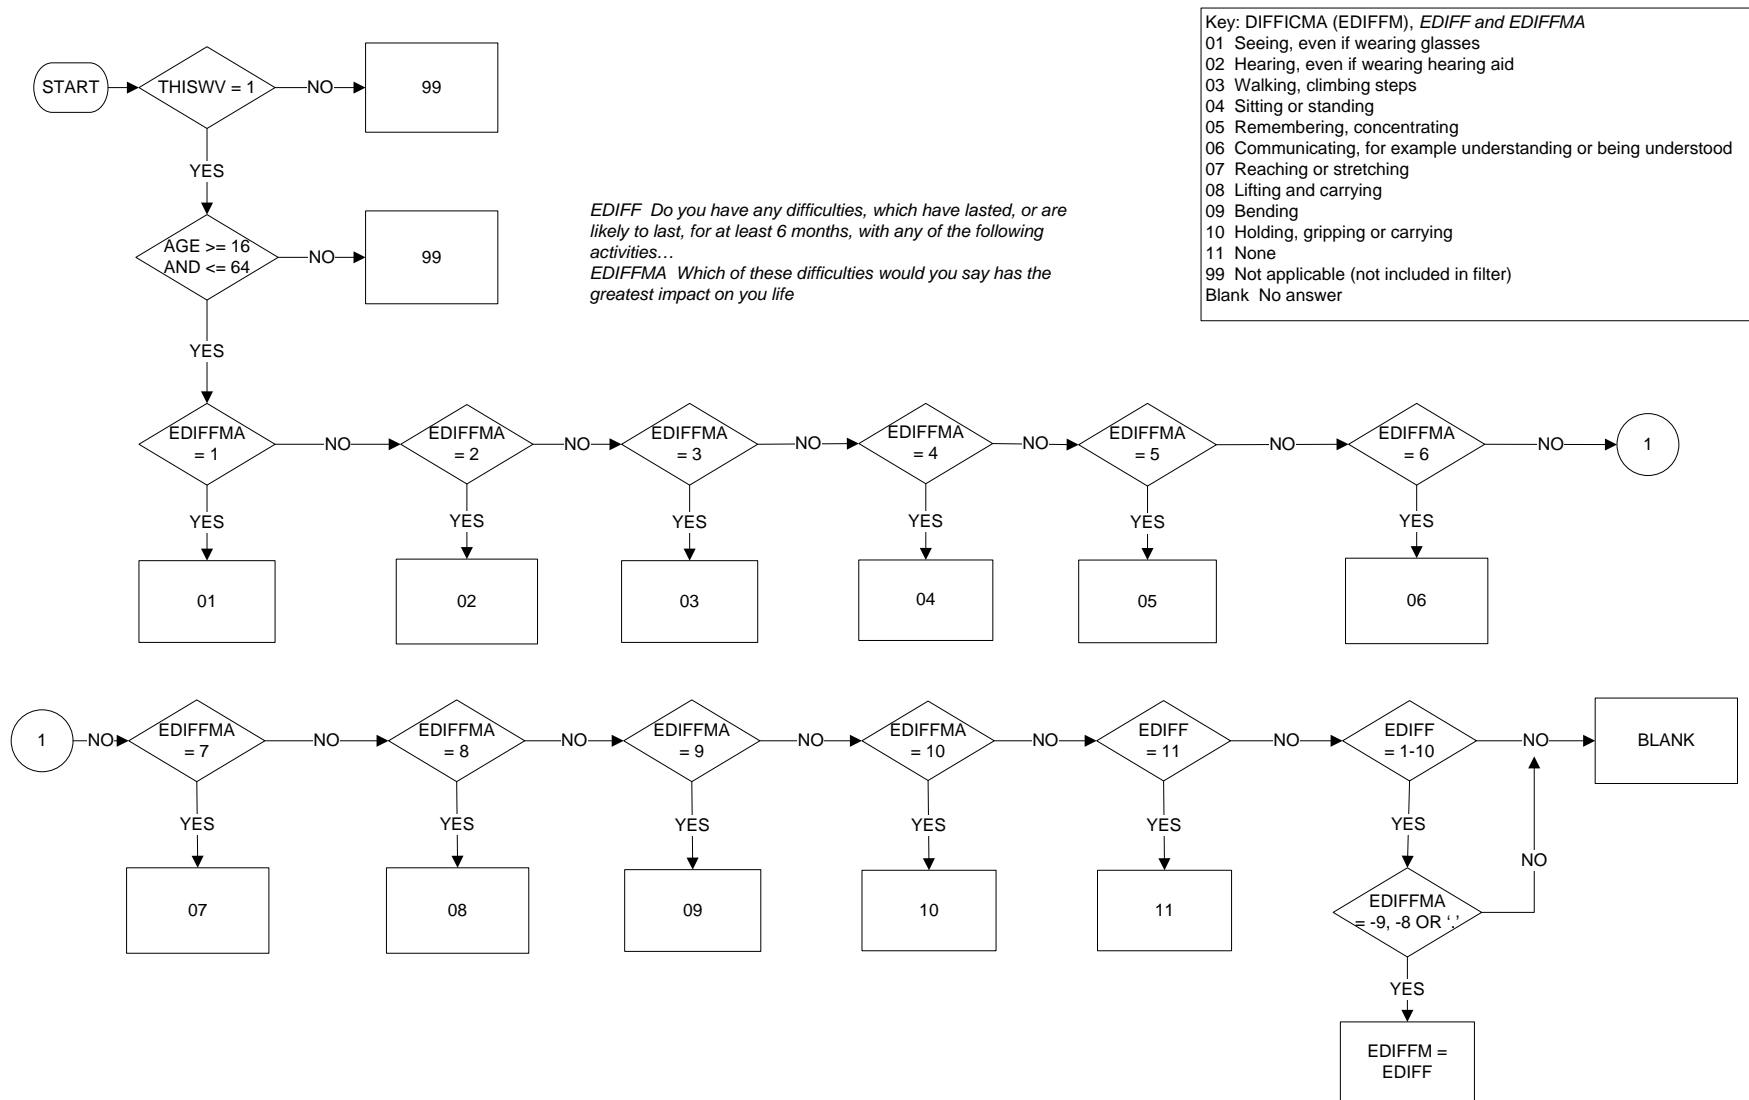 Key: DIFFICMA (EDIFFM), EDIFF and EDIFFMA
01 Seeing, even if wearing glasses
02 Hearing, even if wearing hearing aid
03 Walking, climbing steps
04 Sitting or standing
05 Remembering, concentrating
06 Communicating, for example understanding or being understood
07 Reaching or stretching
08 Lifting and carrying
09 Bending
10 Holding, gripping or carrying
11 None
99 Not applicable (not included in filter)
Blank No answer
START
THISWV = 1
NO
99
YES
AGE >= 16
AND <= 64
NO
99
EDIFF Do you have any difficulties, which have lasted, or are
likely to last, for at least 6 months, with any of the following
activities…
EDIFFMA Which of these difficulties would you say has the
greatest impact on you life
YES
EDIFFMA
= 1
NO
EDIFFMA
= 2
NO
EDIFFMA
= 3
NO
EDIFFMA
= 4
NO
EDIFFMA
= 5
NO
EDIFFMA
= 6
NO
1
YES
YES
YES
YES
YES
YES
01
02
03
04
05
06
1
NO
EDIFFMA
= 7
NO
EDIFFMA
= 8
NO
EDIFFMA
= 9
NO
EDIFFMA
= 10
NO
EDIFF
= 11
NO
EDIFF
= 1-10
NO
BLANK
YES
YES
YES
YES
YES
YES
NO
07
08
09
10
11
EDIFFMA
= -9, -8 OR ‘.’
YES
EDIFFM =
EDIFF